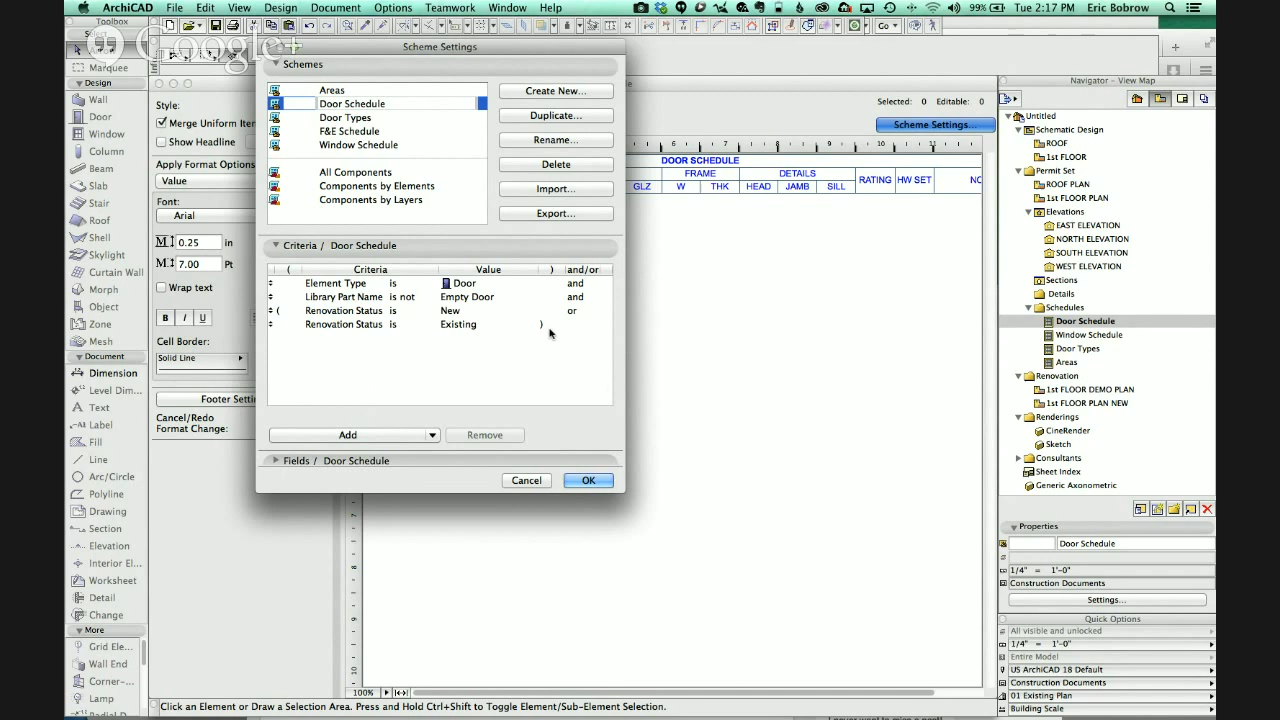 ArchiCAD File Edit View Design Document Options Teamwork Window Help 99% Tue 2:17 PM Eric Bobrow
Toolbox
Select
Google+
Marquee
Design
Wall
Door
Window
Column
Beam
Slab
Stair
Roof
Shell
Skylight
Curtain Wall
Morph
Object
Zone
Mesh
Document
Dimension
Level Dim...
Text
Label
Fill
Line
Arc/Circle
Polyline
Drawing
Section
Elevation
Interior El...
Worksheet
Detail
Change
More
Grid Ele...
Wall End
Corner-...
Lamp
Style:
Merge Uniform Iter
Show Headline
Apply Format Options
Value
Font:
Arial
0.25 in
7.00 Pt
Wrap text
B I U
Cell Border:
Solid Line
Footer Setti
Cancel/Redo
Format Change:
Scheme Settings
Schemes
Areas
Door Schedule
Door Types
F&E Schedule
Window Schedule
All Components
Components by Elements
Components by Layers
Create New...
Duplicate...
Rename...
Delete
Import...
Export...
Criteria / Door Schedule
( Criteria Value ) and/or
Element Type is Door and
Library Part Name is not Empty Door and
( Renovation Status is New or
Renovation Status is Existing )
Add Remove
Fields / Door Schedule
Cancel OK
Selected: 0 Editable: 0
Scheme Settings...
6 7 8 9 10 11
DOOR SCHEDULE
FRAME DETAILS
RATING HW SET NC
GLZ W THK HEAD JAMB SILL
100%
Click an Element or Draw a Selection Area. Press and Hold Ctrl+Shift to Toggle Element/Sub-Element Selection.
Go
Navigator - View Map
Untitled
Schematic Design
ROOF
1st FLOOR
Permit Set
ROOF PLAN
1st FLOOR PLAN
Elevations
EAST ELEVATION
NORTH ELEVATION
SOUTH ELEVATION
WEST ELEVATION
Sections
Details
Schedules
Door Schedule
Window Schedule
Door Types
Areas
Renovation
1st FLOOR DEMO PLAN
1st FLOOR PLAN NEW
Renderings
CineRender
Sketch
Consultants
Sheet Index
Generic Axonometric
Properties
Door Schedule
1/4" = 1'-0"
Construction Documents
Settings...
Quick Options
All visible and unlocked
1/4" = 1'-0"
Entire Model
US ArchiCAD 18 Default
Construction Documents
01 Existing Plan
Building Scale